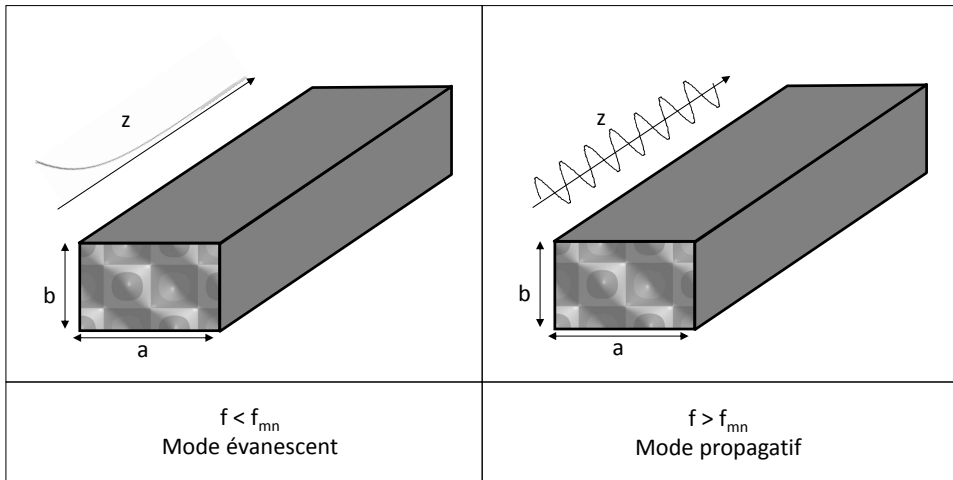 z
b
a
f < fmn
Mode évanescent
z
b
a
f > fmn
Mode propagatif